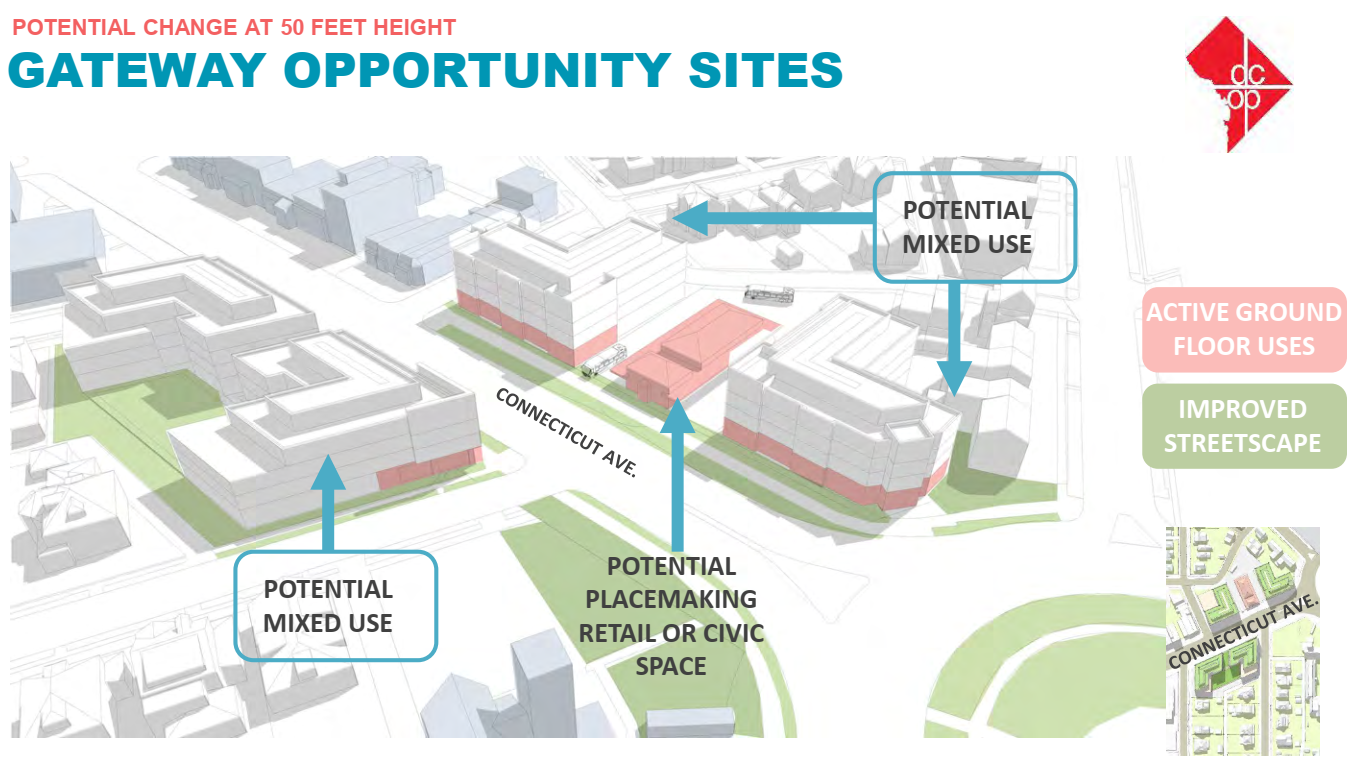 POTENTIAL CHANGE AT 50 FEET HEIGHT
GATEWAY OPPORTUNITY SITES
dc
op
POTENTIAL
MIXED USE
ACTIVE GROUND
FLOOR USES
IMPROVED
STREETSCAPE
CONNECTICUT AVE.
POTENTIAL
MIXED USE
POTENTIAL
PLACEMAKING
RETAIL OR CIVIC
SPACE
CONNECTICUT AVE.